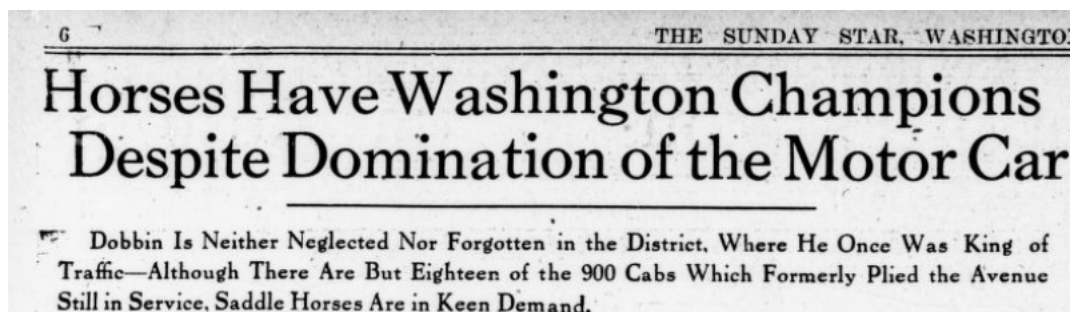 6
THE SUNDAY STAR, WASHINGTON
Horses Have Washington Champions
Despite Domination of the Motor Car
Dobbin Is Neither Neglected Nor Forgotten in the District, Where He Once Was King of
Traffic—Although There Are But Eighteen of the 900 Cabs Which Formerly Plied the Avenue
Still in Service, Saddle Horses Are in Keen Demand.